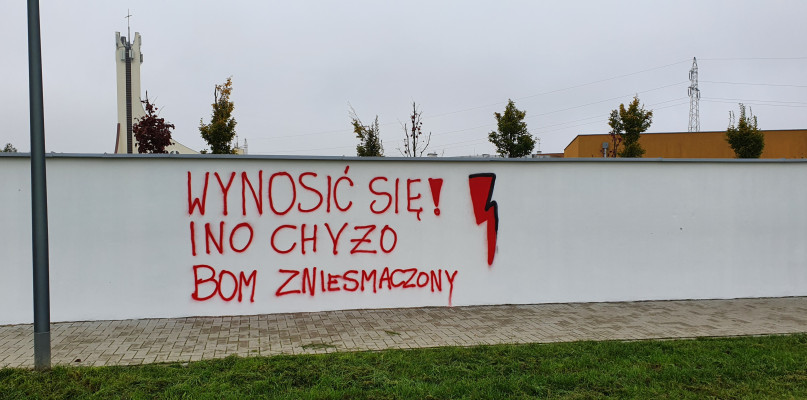 WYNOSIĆ SIĘ!
INO CHYZO
BOM ZNIESMACZONY